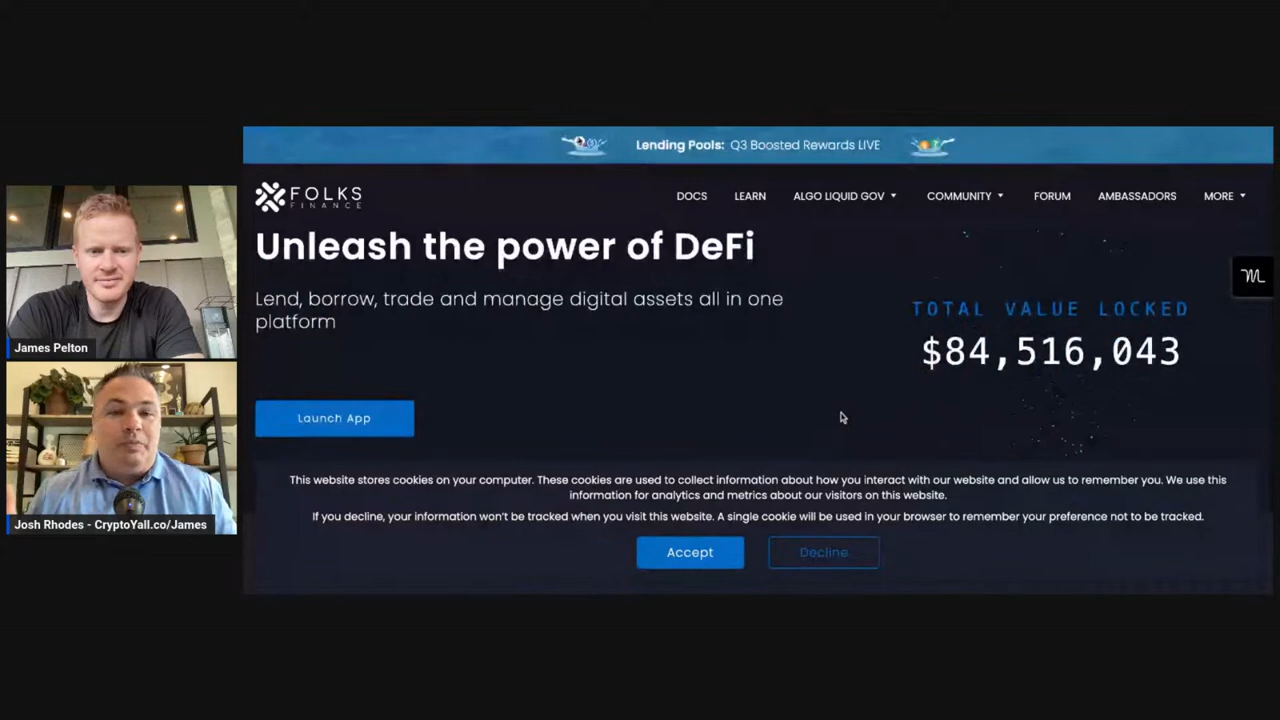 Lending Pools: Q3 Boosted Rewards LIVE
FOLKS
FINANCE
DOCS
LEARN
ALGO LIQUID GOV
COMMUNITY
FORUM
AMBASSADORS
MORE
Unleash the power of DeFi
Lend, borrow, trade and manage digital assets all in one
platform
TOTAL VALUE LOCKED
$84,516,043
Launch App
James Pelton
Josh Rhodes - CryptoYall.co/James
This website stores cookies on your computer. These cookies are used to collect information about how you interact with our website and allow us to remember you. We use this
information for analytics and metrics about our visitors on this website.
If you decline, your information won't be tracked when you visit this website. A single cookie will be used in your browser to remember your preference not to be tracked.
Accept
Decline